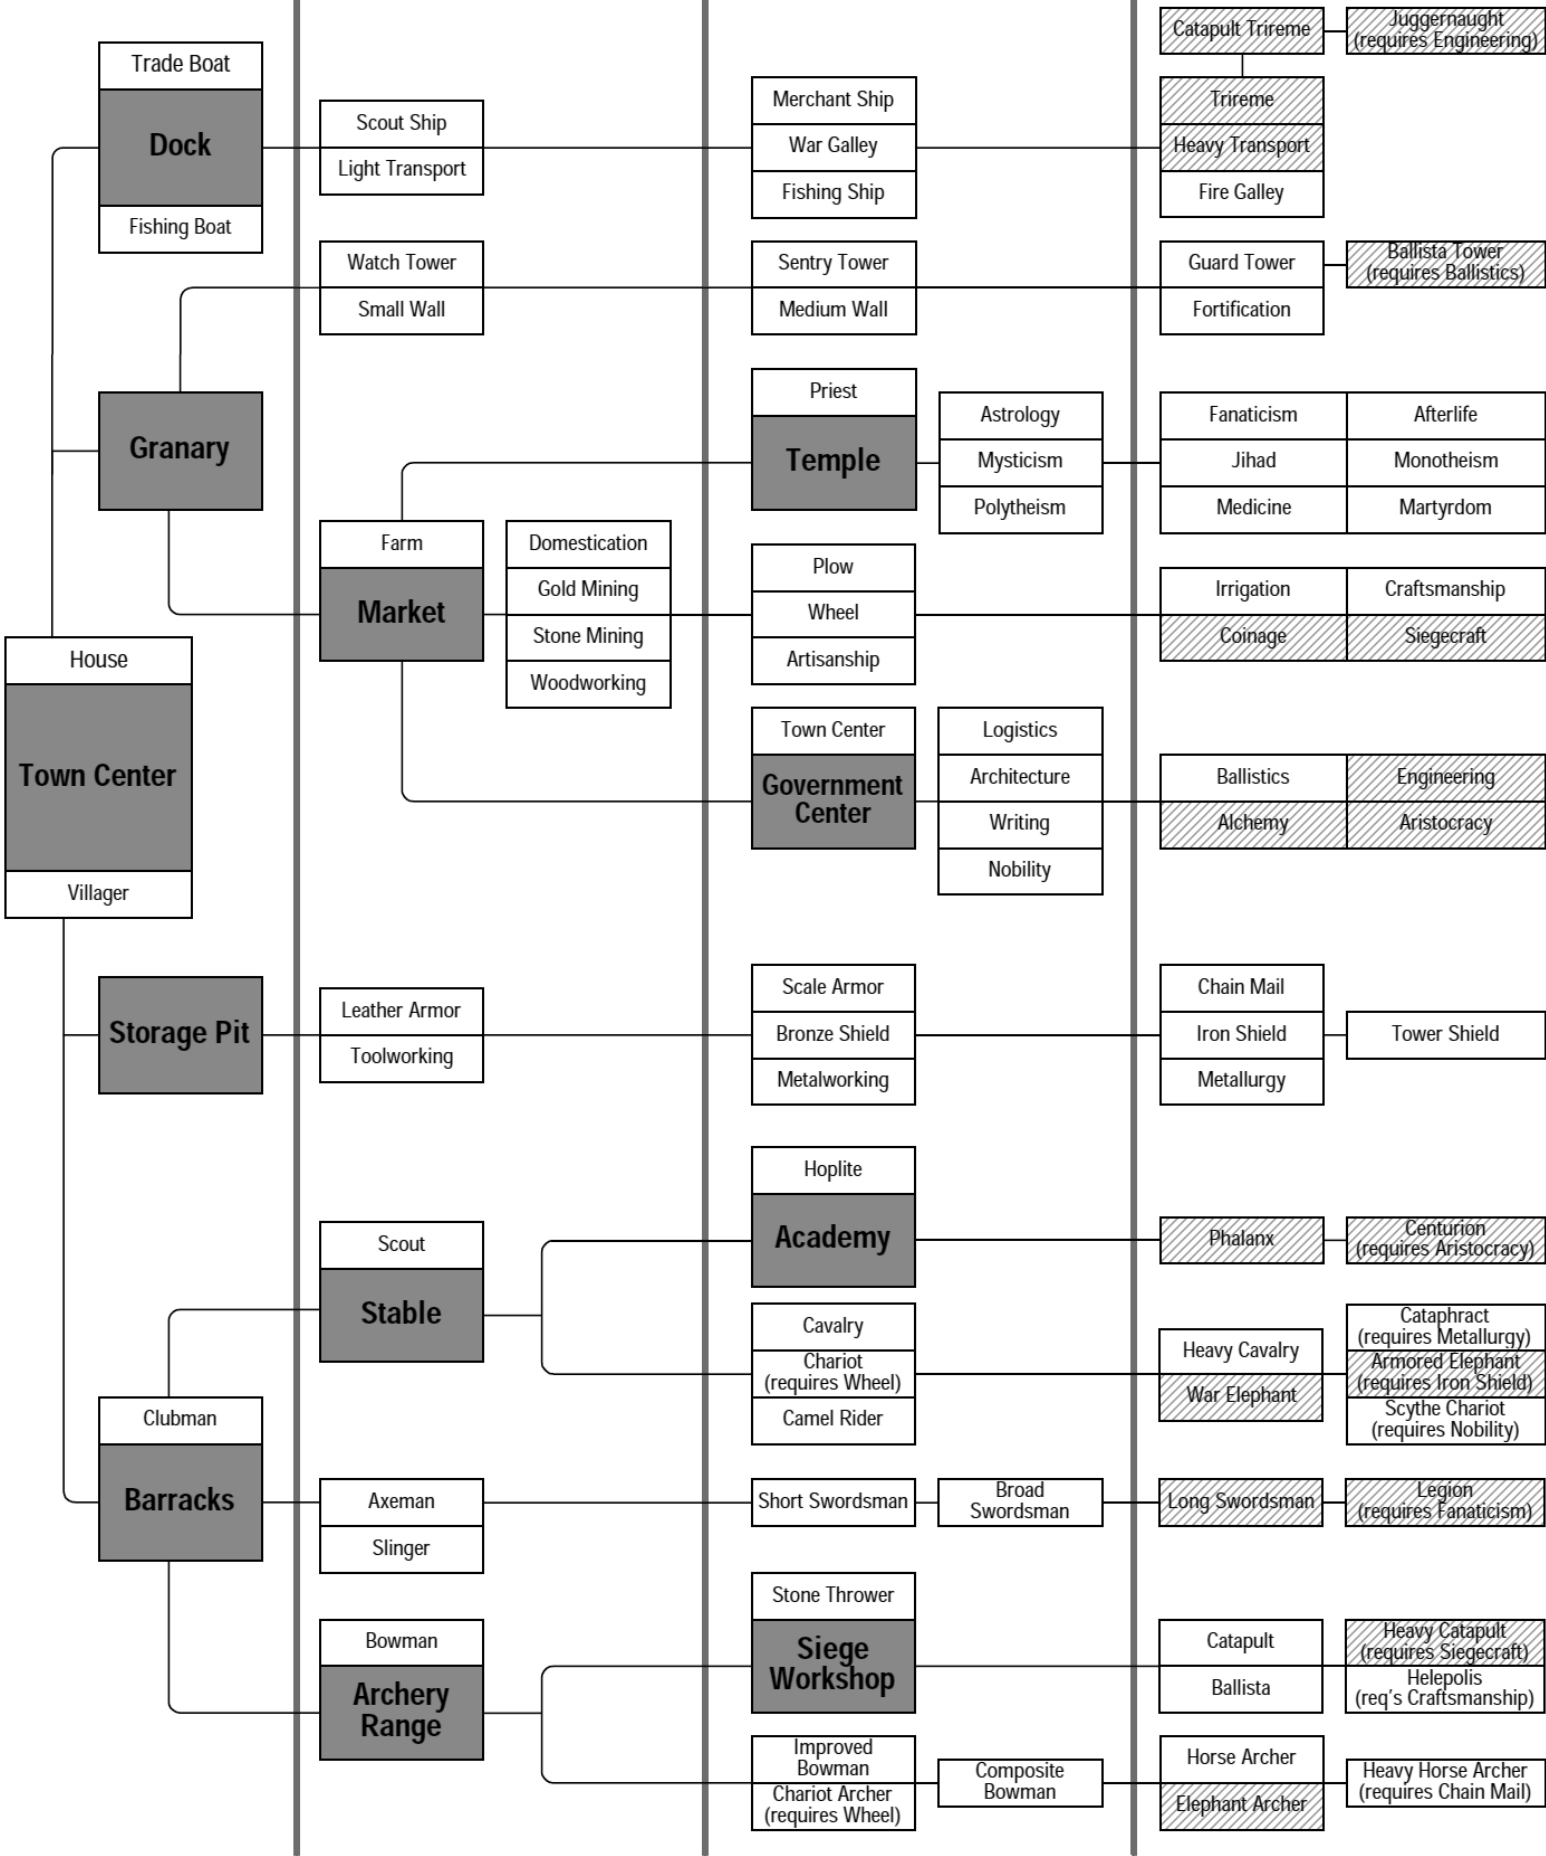 Catapult Trireme
Juggernaught
(requires Engineering)
Trade Boat
Dock
Fishing Boat
Scout Ship
Light Transport
Merchant Ship
War Galley
Fishing Ship
Trireme
Heavy Transport
Fire Galley
Watch Tower
Small Wall
Sentry Tower
Medium Wall
Guard Tower
Fortification
Ballista Tower
(requires Ballistics)
Granary
Priest
Temple
Astrology
Mysticism
Polytheism
Fanaticism
Afterlife
Jihad
Monotheism
Medicine
Martyrdom
Farm
Market
Domestication
Gold Mining
Stone Mining
Woodworking
Plow
Wheel
Artisanship
Irrigation
Craftsmanship
Coinage
Siegecraft
House
Town Center
Villager
Town Center
Government
Center
Logistics
Architecture
Writing
Nobility
Ballistics
Engineering
Alchemy
Aristocracy
Storage Pit
Leather Armor
Toolworking
Scale Armor
Bronze Shield
Metalworking
Chain Mail
Iron Shield
Metallurgy
Tower Shield
Scout
Stable
Hoplite
Academy
Phalanx
Centurion
(requires Aristocracy)
Cavalry
Chariot
(requires Wheel)
Camel Rider
Heavy Cavalry
War Elephant
Cataphract
(requires Metallurgy)
Armored Elephant
(requires Iron Shield)
Scythe Chariot
(requires Nobility)
Clubman
Barracks
Axeman
Slinger
Short Swordsman
Broad
Swordsman
Long Swordsman
Legion
(requires Fanaticism)
Bowman
Archery
Range
Stone Thrower
Siege
Workshop
Catapult
Ballista
Heavy Catapult
(requires Siegecraft)
Helepolis
(req's Craftsmanship)
Improved
Bowman
Chariot Archer
(requires Wheel)
Composite
Bowman
Horse Archer
Elephant Archer
Heavy Horse Archer
(requires Chain Mail)